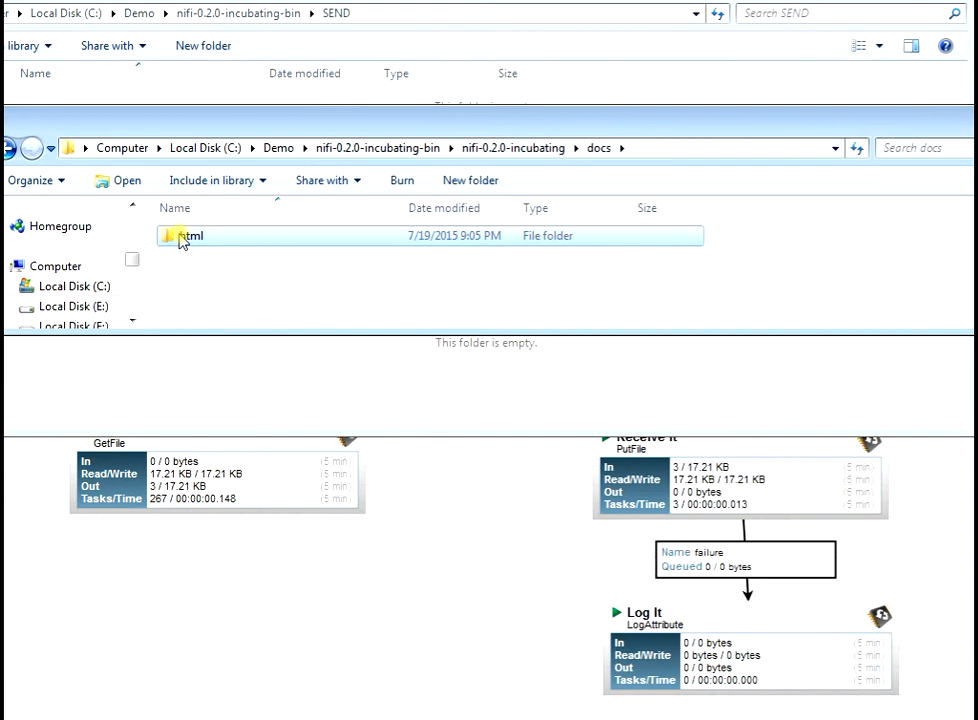 Local Disk (C:) Demo nifi-0.2.0-incubating-bin SEND Search SEND
library Share with New folder
Name Date modified Type Size
Computer Local Disk (C:) Demo nifi-0.2.0-incubating-bin nifi-0.2.0-incubating docs Search docs
Organize Open Include in library Share with Burn New folder
Name Date modified Type Size
Homegroup
html 7/19/2015 9:05 PM File folder
Computer
Local Disk (C:)
Local Disk (E:)
Local Disk (F:)
This folder is empty.
GetFile
In 0 / 0 bytes (5 min)
Read/Write 17.21 KB / 17.21 KB (5 min)
Out 3 / 17.21 KB (5 min)
Tasks/Time 267 / 00:00:00.148 (5 min)
Receive It
PutFile
In 3 / 17.21 KB (5 min)
Read/Write 17.21 KB / 17.21 KB (5 min)
Out 0 / 0 bytes (5 min)
Tasks/Time 3 / 00:00:00.013 (5 min)
Name failure
Queued 0 / 0 bytes
Log It
LogAttribute
In 0 / 0 bytes (5 min)
Read/Write 0 bytes / 0 bytes (5 min)
Out 0 / 0 bytes (5 min)
Tasks/Time 0 / 00:00:00.000 (5 min)